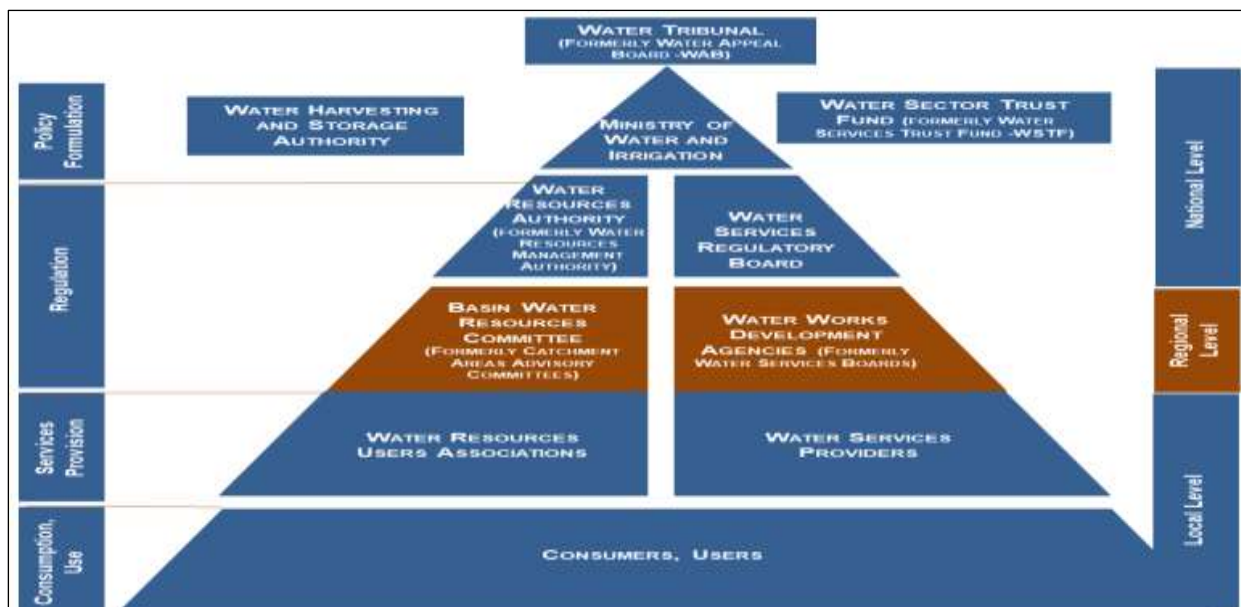 WATER TRIBUNAL
(FORMERLY WATER APPEAL
BOARD -WAB)
Policy
Formulation
WATER HARVESTING
AND STORAGE
AUTHORITY
MINISTRY OF
WATER AND
IRRIGATION
WATER SECTOR TRUST
FUND (FORMERLY WATER
SERVICES TRUST FUND -WSTF)
National Level
Regulation
WATER
RESOURCES
AUTHORITY
(FORMERLY WATER
RESOURCES
MANAGEMENT
AUTHORITY)
WATER
SERVICES
REGULATORY
BOARD
BASIN WATER
RESOURCES
COMMITTEE
(FORMERLY CATCHMENT
AREAS ADVISORY
COMMITTEES)
WATER WORKS
DEVELOPMENT
AGENCIES (FORMERLY
WATER SERVICES BOARDS)
Regional
Level
Services
Provision
WATER RESOURCES
USERS ASSOCIATIONS
WATER SERVICES
PROVIDERS
Local Level
Consumption,
Use
CONSUMERS, USERS